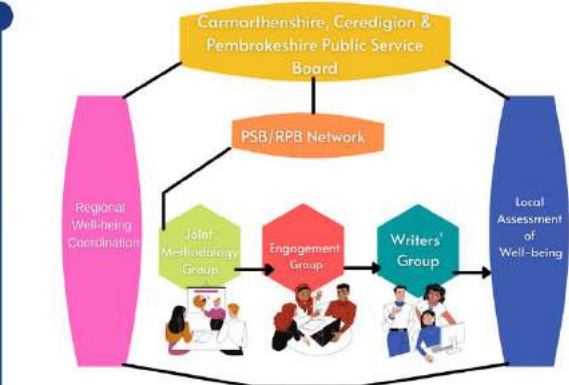 Carmarthenshire, Ceredigion &
Pembrokeshire Public Service
Board
PSB/RPB Network
Regional
Well-being
Coordination
Joint
Methodology
Group
Engagement
Group
Writers'
Group
Local
Assessment
of
Well-being